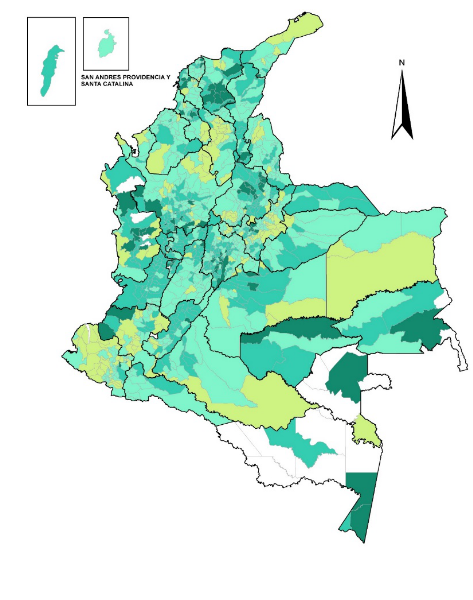 SAN ANDRES PROVIDENCIA Y
SANTA CATALINA
N